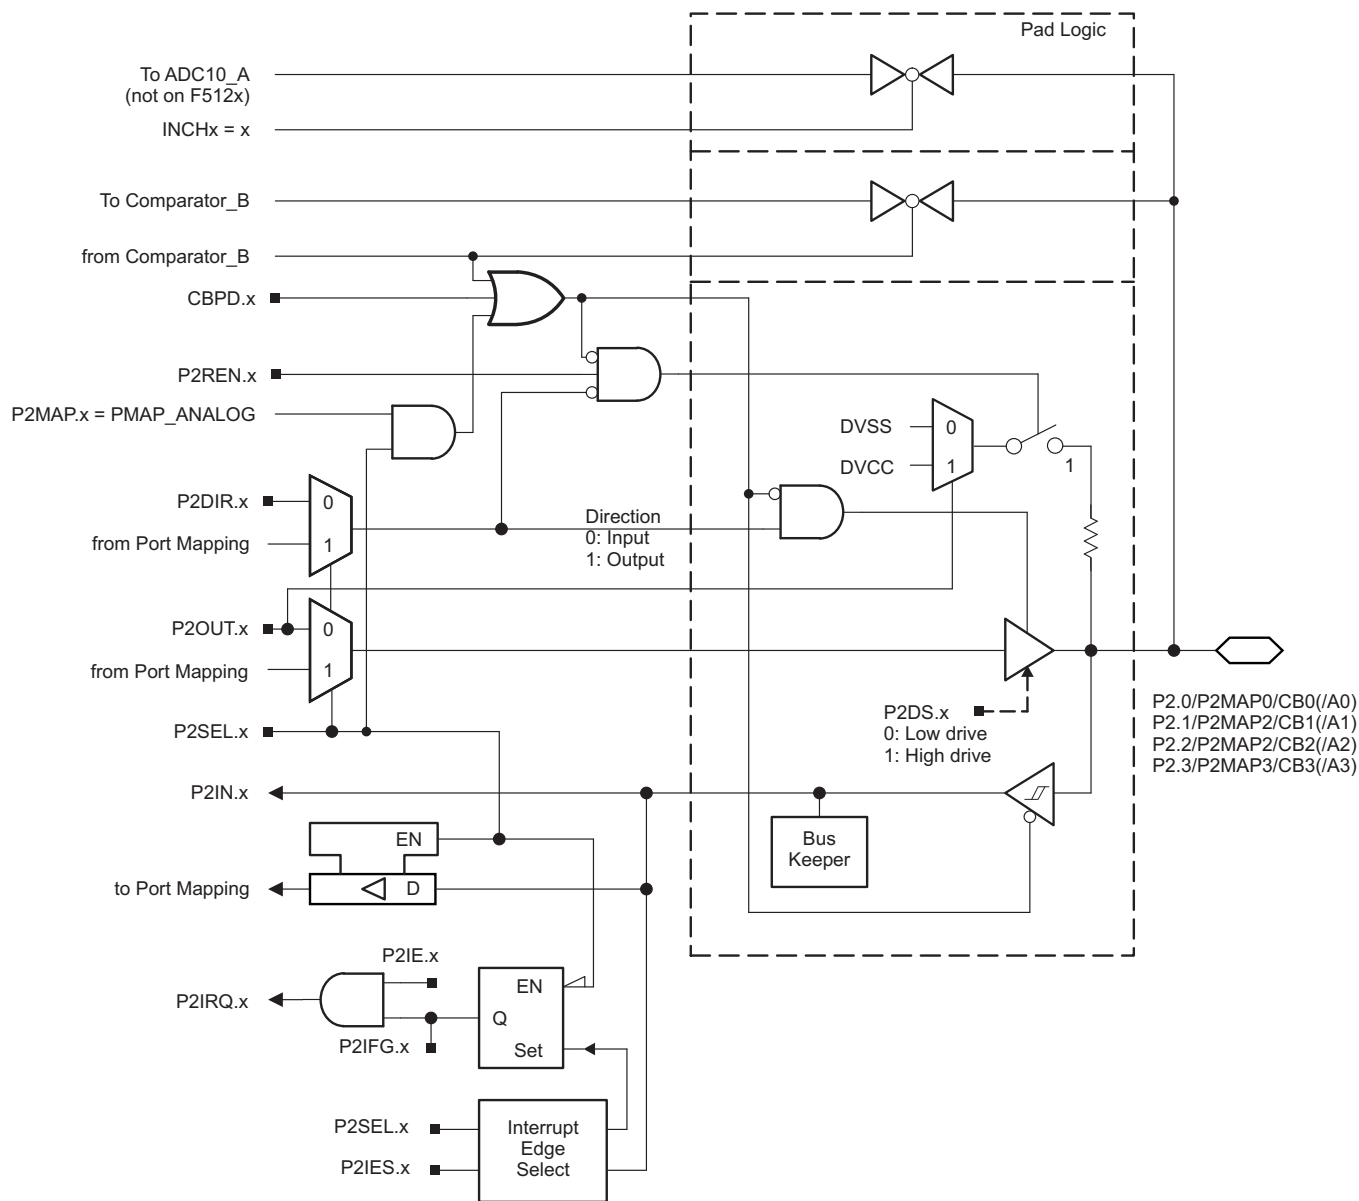 Pad Logic
To ADC10_A
(not on F512x)
INCHx = x
To Comparator_B
from Comparator_B
CBPD.x
P2REN.x
P2MAP.x = PMAP_ANALOG
DVSS
0
DVCC
1
1
P2DIR.x
0
Direction
0: Input
1: Output
from Port Mapping
1
P2OUT.x
0
from Port Mapping
1
P2DS.x
0: Low drive
1: High drive
P2.0/P2MAP0/CB0(/A0)
P2.1/P2MAP2/CB1(/A1)
P2.2/P2MAP2/CB2(/A2)
P2.3/P2MAP3/CB3(/A3)
P2SEL.x
P2IN.x
Bus
Keeper
EN
to Port Mapping
D
P2IE.x
P2IRQ.x
EN
Q
P2IFG.x
Set
P2SEL.x
P2IES.x
Interrupt
Edge
Select